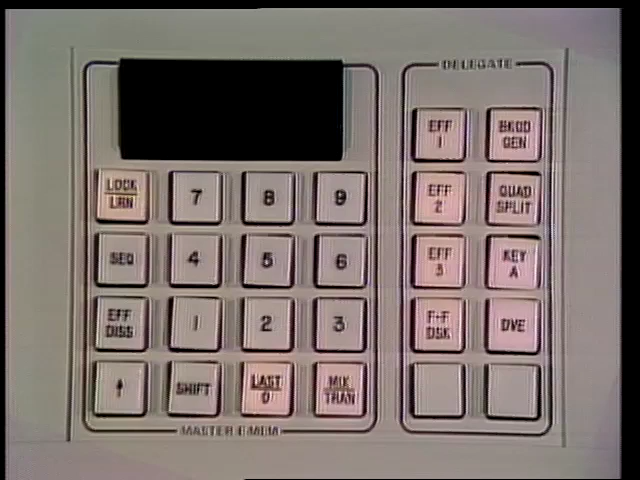 DELEGATE
EFF 1
BKGD GEN
LOCK LRN
7
8
9
EFF 2
QUAD SPLIT
SEQ
4
5
6
EFF 3
KEY A
EFF DISS
1
2
3
F+F DSK
DVE
SHIFT
LAST 0
MIX TRAN
MASTER E-MEM